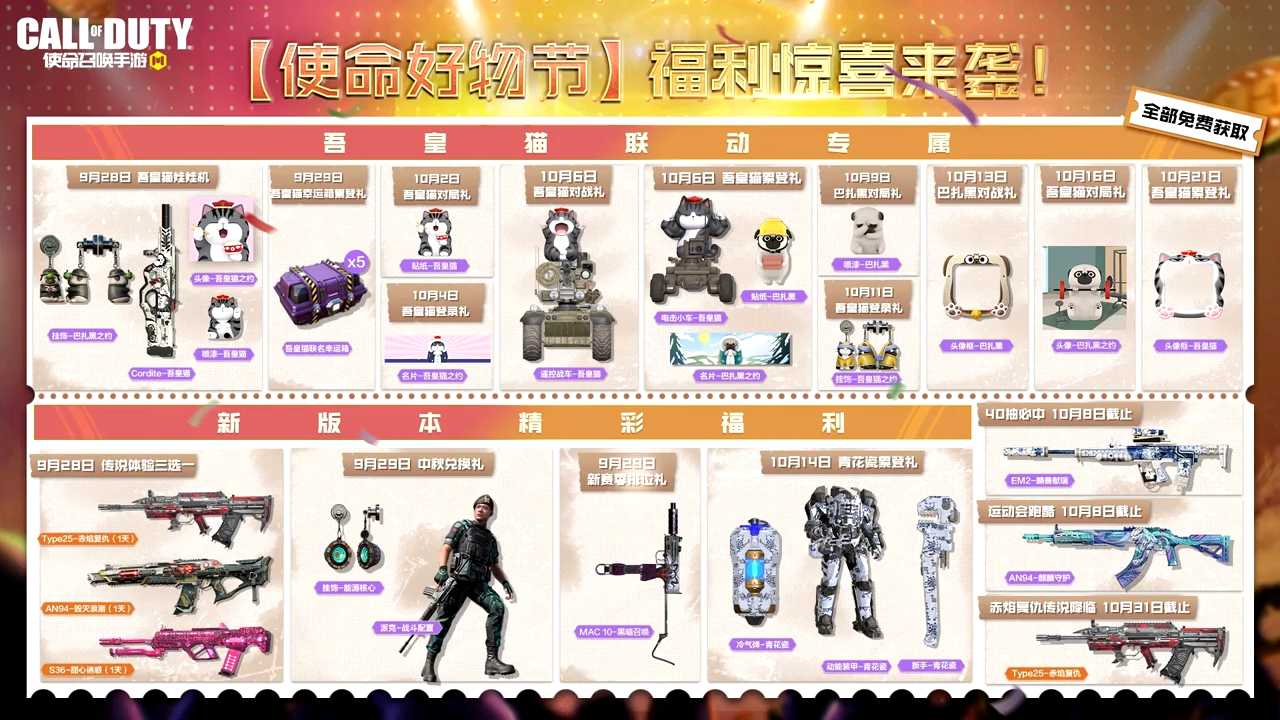 CALL OF DUTY
使命召唤手游
【使命好物节】福利惊喜来袭！
全部免费获取
吾皇猫联动专属
9月28日 吾皇猫娃娃机
挂饰-巴扎黑之约
Cordite-吾皇猫
头像-吾皇猫之约
喷漆-吾皇猫
9月29日
吾皇猫幸运箱累登礼
x5
吾皇猫联名幸运箱
10月2日
吾皇猫对局礼
贴纸-吾皇猫
10月4日
吾皇猫登录礼
名片-吾皇猫之约
10月6日
吾皇猫对战礼
遥控战车-吾皇猫
10月6日 吾皇猫累登礼
电击小车-吾皇猫
贴纸-巴扎黑
名片-巴扎黑之约
10月9日
巴扎黑对局礼
喷漆-巴扎黑
10月11日
吾皇猫登录礼
挂饰-吾皇猫之约
10月13日
巴扎黑对战礼
头像框-巴扎黑
10月16日
吾皇猫对局礼
头像-巴扎黑之约
10月21日
吾皇猫累登礼
头像框-吾皇猫
新版本精彩福利
9月28日 传说体验三选一
Type25-赤焰复仇（1天）
AN94-毁灭浪潮（1天）
S36-甜心诱惑（1天）
9月29日 中秋兑换礼
挂饰-能源核心
派克-战斗配置
9月29日
新赛季排位礼
MAC 10-黑暗召唤
10月14日 青花瓷累登礼
冷气弹-青花瓷
动能装甲-青花瓷
扳手-青花瓷
40抽必中 10月8日截止
EM2-麟兽献瑞
运动会跑酷 10月8日截止
AN94-麒麟守护
赤焰复仇传说降临 10月31日截止
Type25-赤焰复仇